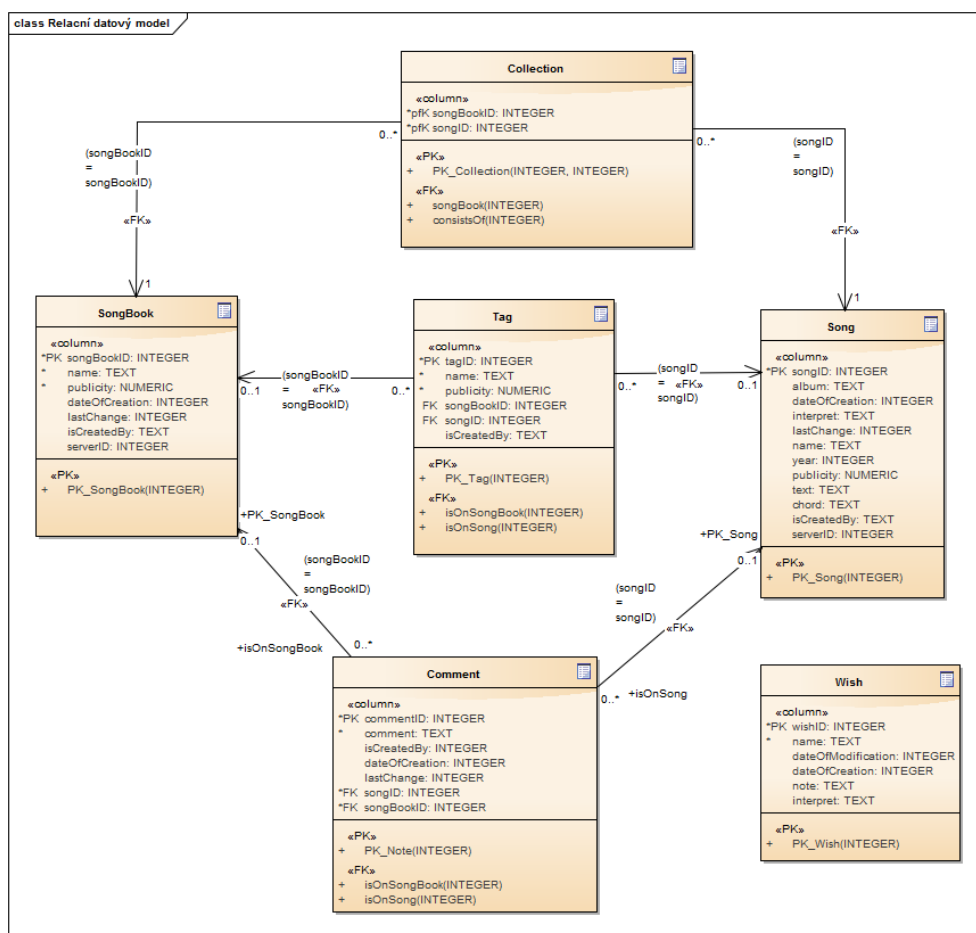 class Relacní datový model
Collection
«column»
*pfK songBookID: INTEGER
*pfK songID: INTEGER
«PK»
+ PK_Collection(INTEGER, INTEGER)
«FK»
+ songBook(INTEGER)
+ consistsOf(INTEGER)
0..*
(songBookID
=
songBookID)
«FK»
1
0..*
(songID
=
songID)
«FK»
1
SongBook
«column»
*PK songBookID: INTEGER
* name: TEXT
* publicity: NUMERIC
dateOfCreation: INTEGER
lastChange: INTEGER
isCreatedBy: TEXT
serverID: INTEGER
«PK»
+ PK_SongBook(INTEGER)
(songBookID
= «FK»
songBookID)
0..1
0..*
Tag
«column»
*PK tagID: INTEGER
* name: TEXT
* publicity: NUMERIC
FK songBookID: INTEGER
FK songID: INTEGER
isCreatedBy: TEXT
«PK»
+ PK_Tag(INTEGER)
«FK»
+ isOnSongBook(INTEGER)
+ isOnSong(INTEGER)
(songID
= «FK»
songID)
0..*
0..1
Song
«column»
*PK songID: INTEGER
album: TEXT
dateOfCreation: INTEGER
interpret: TEXT
lastChange: INTEGER
name: TEXT
year: INTEGER
publicity: NUMERIC
text: TEXT
chord: TEXT
isCreatedBy: TEXT
serverID: INTEGER
«PK»
+ PK_Song(INTEGER)
+PK_SongBook
0..1
(songBookID
=
songBookID)
«FK»
0..*
+isOnSongBook
+PK_Song
0..1
(songID
=
songID)
«FK»
0..*
+isOnSong
Comment
«column»
*PK commentID: INTEGER
* comment: TEXT
isCreatedBy: INTEGER
dateOfCreation: INTEGER
lastChange: INTEGER
*FK songID: INTEGER
*FK songBookID: INTEGER
«PK»
+ PK_Note(INTEGER)
«FK»
+ isOnSongBook(INTEGER)
+ isOnSong(INTEGER)
Wish
«column»
*PK wishID: INTEGER
* name: TEXT
dateOfModification: INTEGER
dateOfCreation: INTEGER
note: TEXT
interpret: TEXT
«PK»
+ PK_Wish(INTEGER)